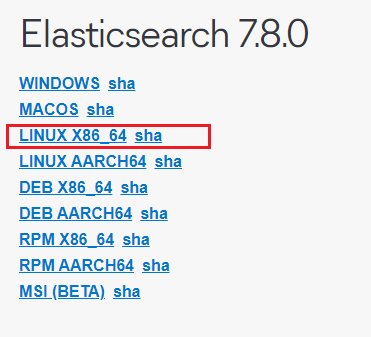 Elasticsearch 7.8.0
WINDOWS sha
MACOS sha
LINUX X86_64 sha
LINUX AARCH64 sha
DEB X86_64 sha
DEB AARCH64 sha
RPM X86_64 sha
RPM AARCH64 sha
MSI (BETA) sha